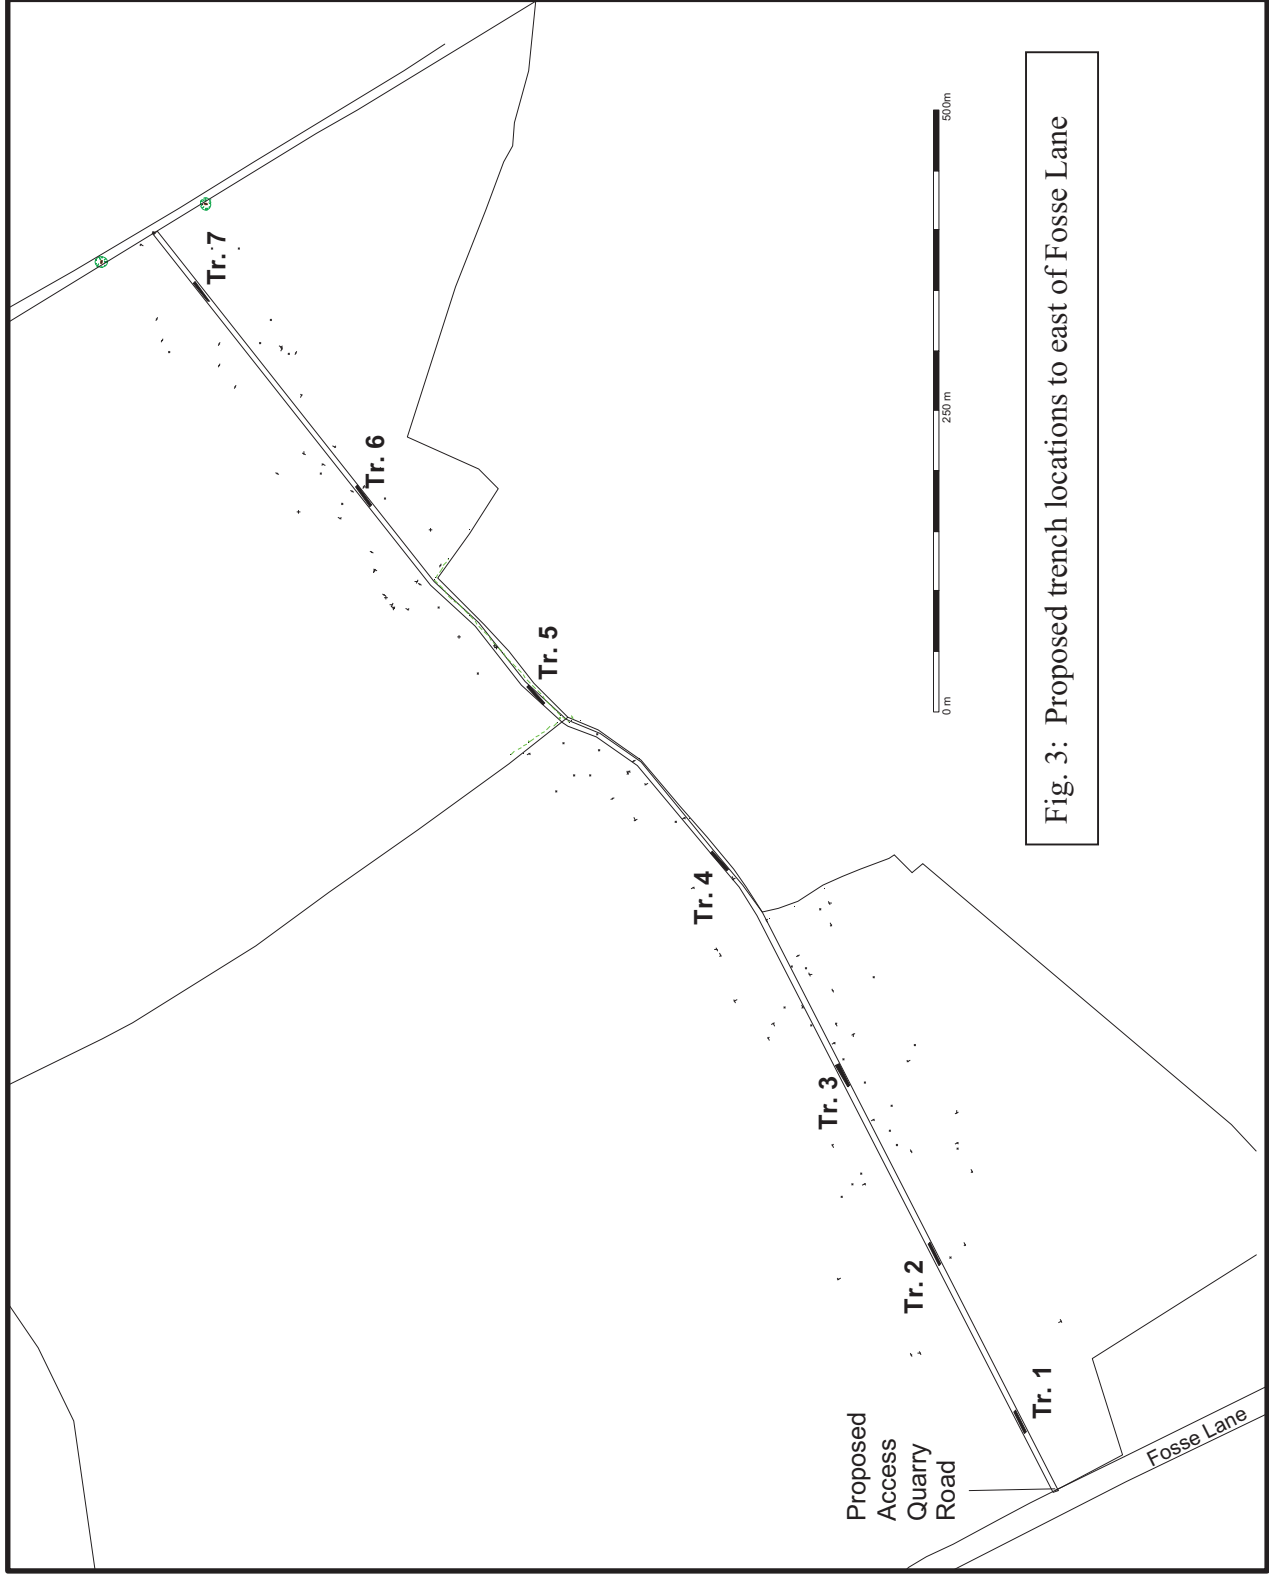 Tr. 7
Tr. 6
Tr. 5
Tr. 4
Tr. 3
Tr. 2
Tr. 1
Proposed
Access
Quarry
Road
Fosse Lane
0 m
250 m
500m
Fig. 3: Proposed trench locations to east of Fosse Lane